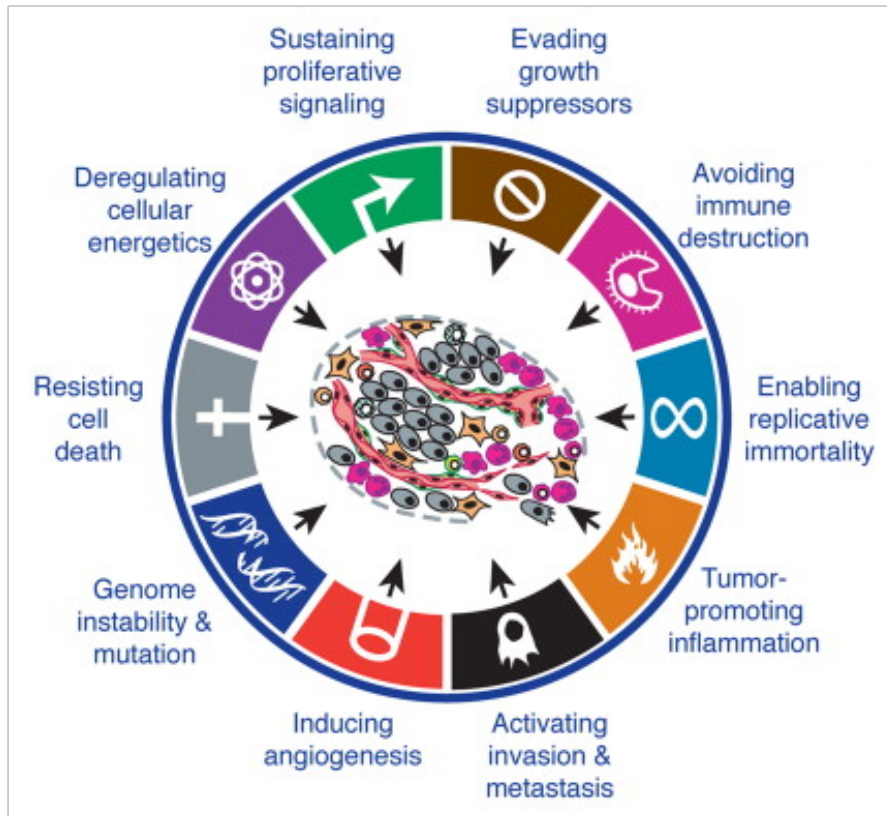 Sustaining
proliferative
signaling
Evading
growth
suppressors
Avoiding
immune
destruction
Enabling
replicative
immortality
Tumor-
promoting
inflammation
Activating
invasion &
metastasis
Inducing
angiogenesis
Genome
instability &
mutation
Resisting
cell
death
Deregulating
cellular
energetics